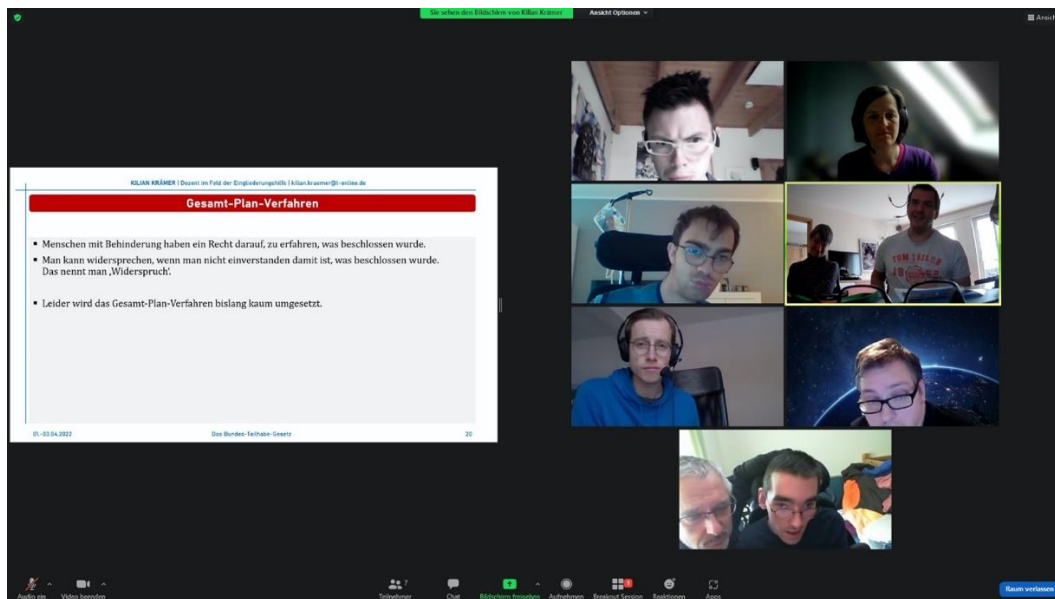 Sie sehen den Bildschirm von Kilian Krämer
Ansicht Optionen
KILIAN KRÄMER | Dozent im Feld der Eingliederungshilfe | kilian.kraemer@t-online.de
Gesamt-Plan-Verfahren
▪ Menschen mit Behinderung haben ein Recht darauf, zu erfahren, was beschlossen wurde.
▪ Man kann widersprechen, wenn man nicht einverstanden damit ist, was beschlossen wurde.
Das nennt man ‚Widerspruch‘.
▪ Leider wird das Gesamt-Plan-Verfahren bislang kaum umgesetzt.
01.-03.04.2022
Das Bundes-Teilhabe-Gesetz
20
TOM TAILOR
Audio ein
Video beenden
Teilnehmer
7
Chat
Bildschirm freigeben
Aufnehmen
Breakout Session
Reaktionen
Apps
Raum verlassen